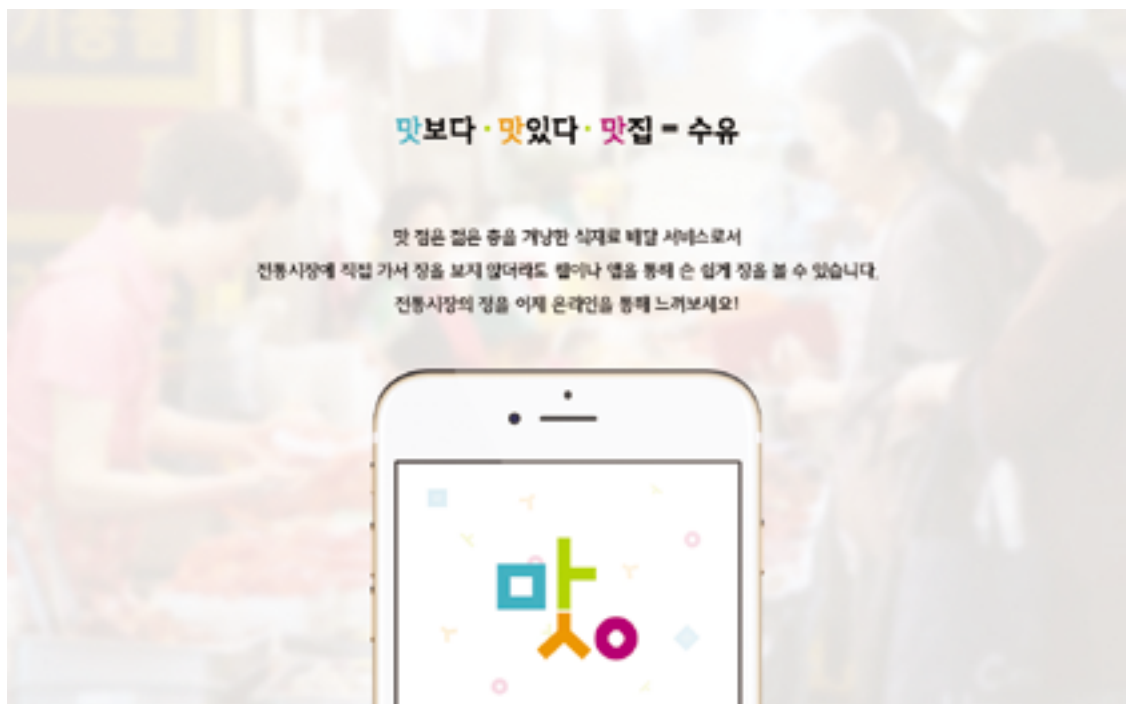 맛보다·맛있다·맛집 = 수유
맛 점은 젊은 층을 겨냥한 식재료 배달 서비스로서
전통시장에 직접 가서 장을 보지 않더라도 웹이나 앱을 통해 손 쉽게 장을 볼 수 있습니다.
전통시장의 정을 이제 온라인을 통해 느껴보세요!